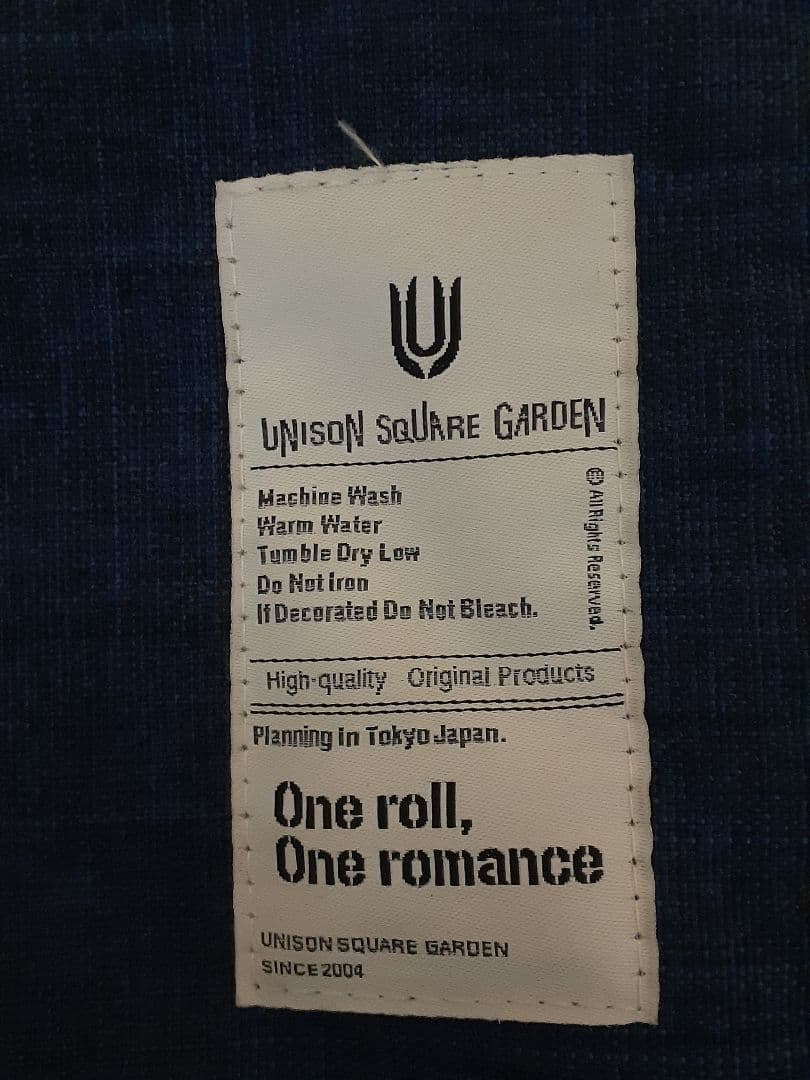 UNISON SQUARE GARDEN
Machine Wash
Warm Water
Tumble Dry Low
Do Not Iron
If Decorated Do Not Bleach.
© All Rights Reserved.
High-quality Original Products
Planning in Tokyo Japan.
One roll,
One romance
UNISON SQUARE GARDEN
SINCE 2004